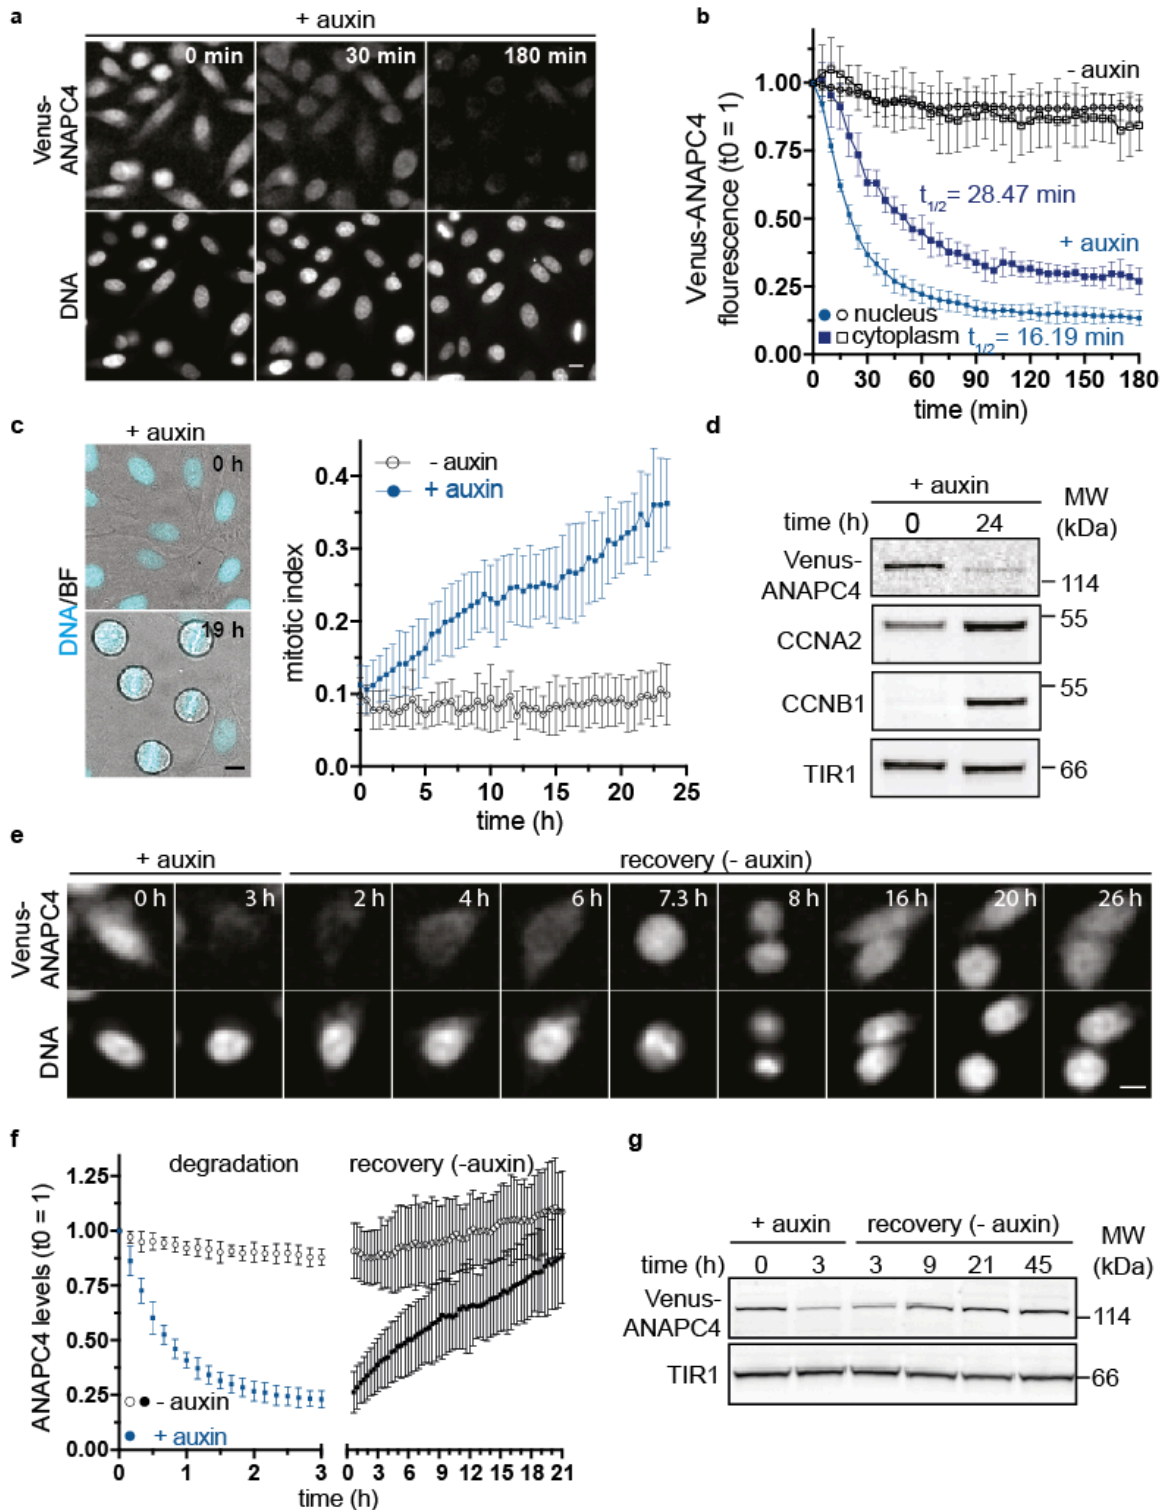 a
+ auxin
0 min 30 min 180 min
Venus-
ANAPC4
DNA
b
Venus-ANAPC4
flourescence (t0 = 1)
1.00
0.75
0.50
0.25
0.00
- auxin
t1/2= 28.47 min
+ auxin
nucleus
cytoplasm t1/2= 16.19 min
0 30 60 90 120 150 180
time (min)
c
+ auxin
0 h
19 h
DNA/BF
mitotic index
0.4
0.3
0.2
0.1
0.0
- auxin
+ auxin
0 5 10 15 20 25
time (h)
d
+ auxin MW
time (h) 0 24 (kDa)
Venus-
ANAPC4 114
CCNA2 55
CCNB1 55
TIR1 66
e
+ auxin recovery (- auxin)
0 h 3 h 2 h 4 h 6 h 7.3 h 8 h 16 h 20 h 26 h
Venus-
ANAPC4
DNA
f
degradation recovery (-auxin)
ANAPC4 levels (t0 = 1)
1.25
1.00
0.75
0.50
0.25
0.00
- auxin
+ auxin
0 1 2 3 0 3 6 9 12 15 18 21
time (h)
g
+ auxin recovery (- auxin) MW
time (h) 0 3 3 9 21 45 (kDa)
Venus-
ANAPC4 114
TIR1 66